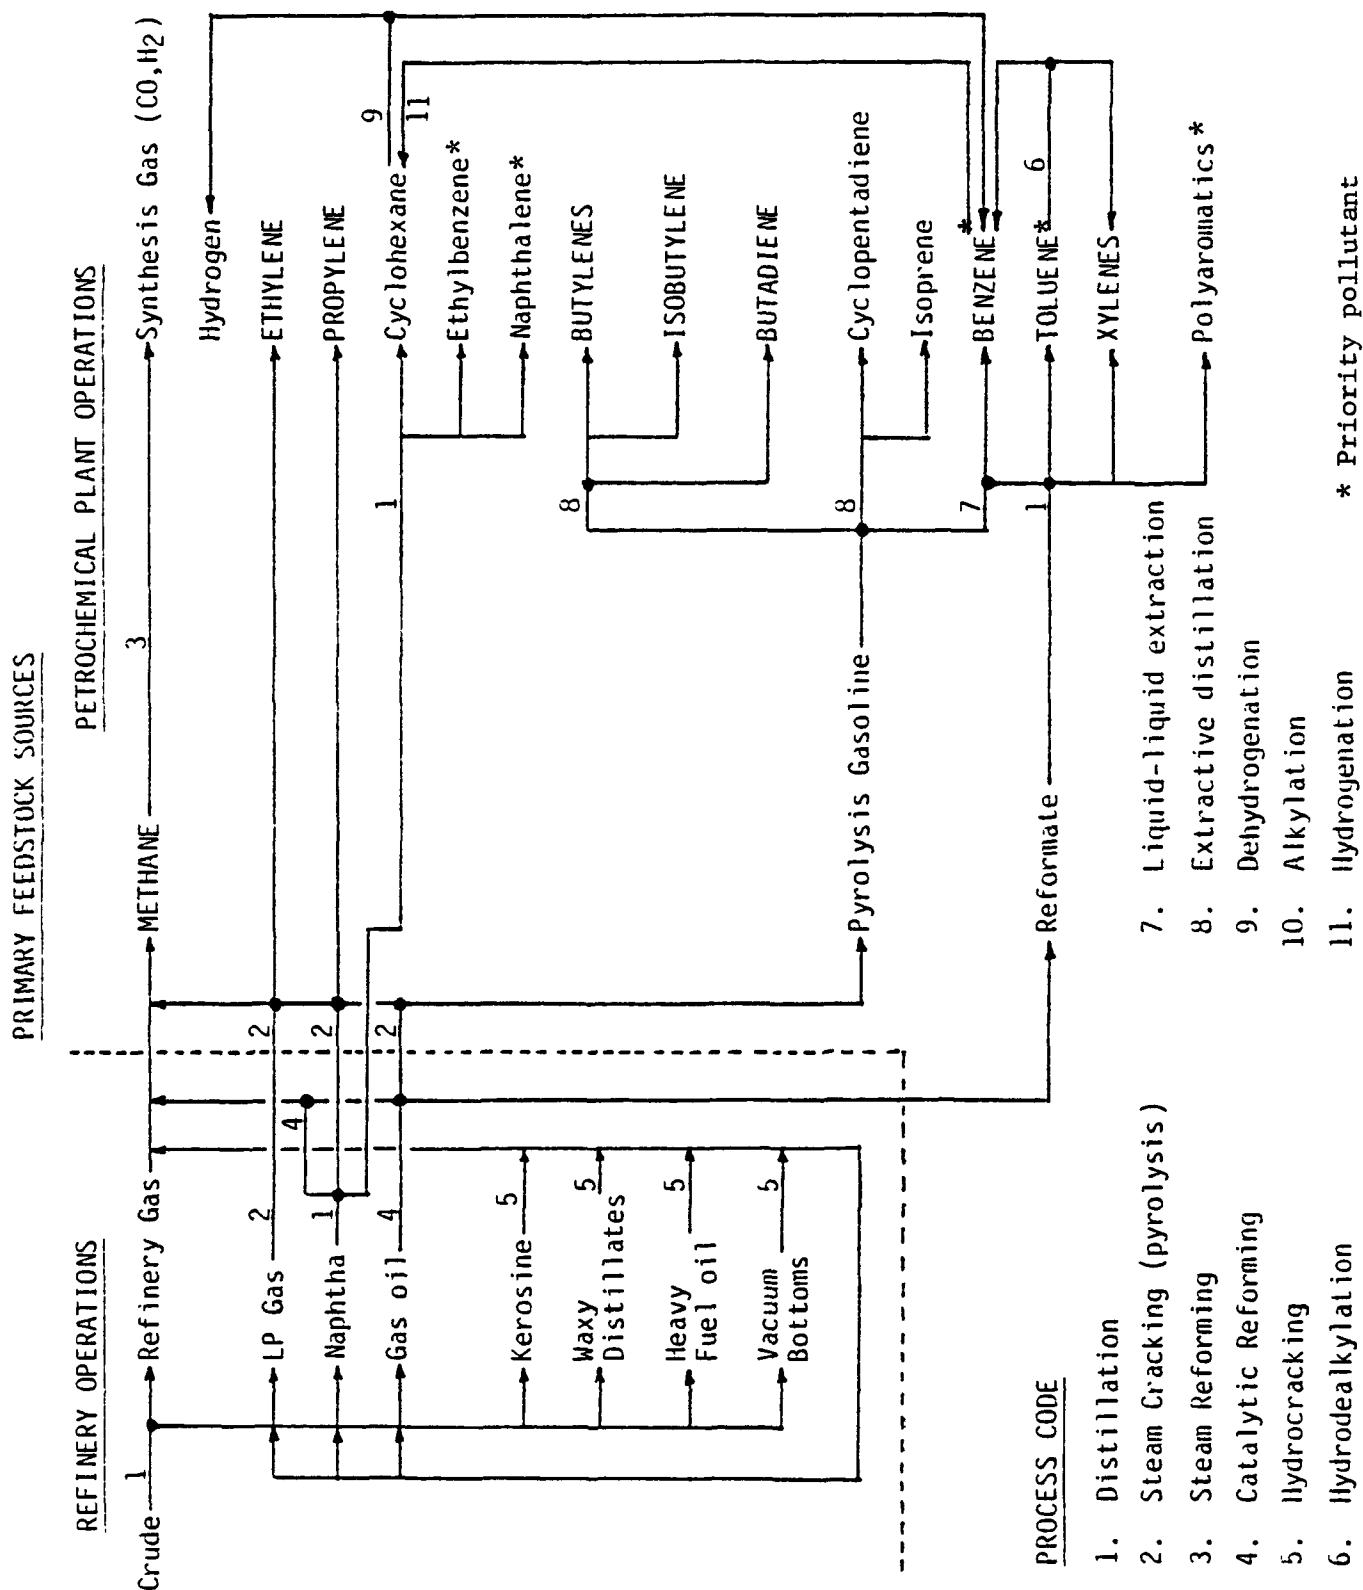 PRIMARY FEEDSTOCK SOURCES
REFINERY OPERATIONS
PETROCHEMICAL PLANT OPERATIONS
Crude
1
Refinery Gas
METHANE
3
Synthesis Gas (CO,H2)
Hydrogen
LP Gas
2
2
ETHYLENE
Naphtha
1
4
2
PROPYLENE
Gas oil
4
2
1
Cyclohexane
9
11
Ethylbenzene*
Naphthalene*
Kerosine
5
Waxy
Distillates
5
Heavy
Fuel oil
5
Vacuum
Bottoms
5
8
BUTYLENES
ISOBUTYLENE
BUTADIENE
Pyrolysis Gasoline
8
Cyclopentadiene
Isoprene
7
BENZENE*
Reformate
1
TOLUENE*
6
XYLENES
Polyaromatics*
PROCESS CODE
1. Distillation
2. Steam Cracking (pyrolysis)
3. Steam Reforming
4. Catalytic Reforming
5. Hydrocracking
6. Hydrodealkylation
7. Liquid-liquid extraction
8. Extractive distillation
9. Dehydrogenation
10. Alkylation
11. Hydrogenation
* Priority pollutant